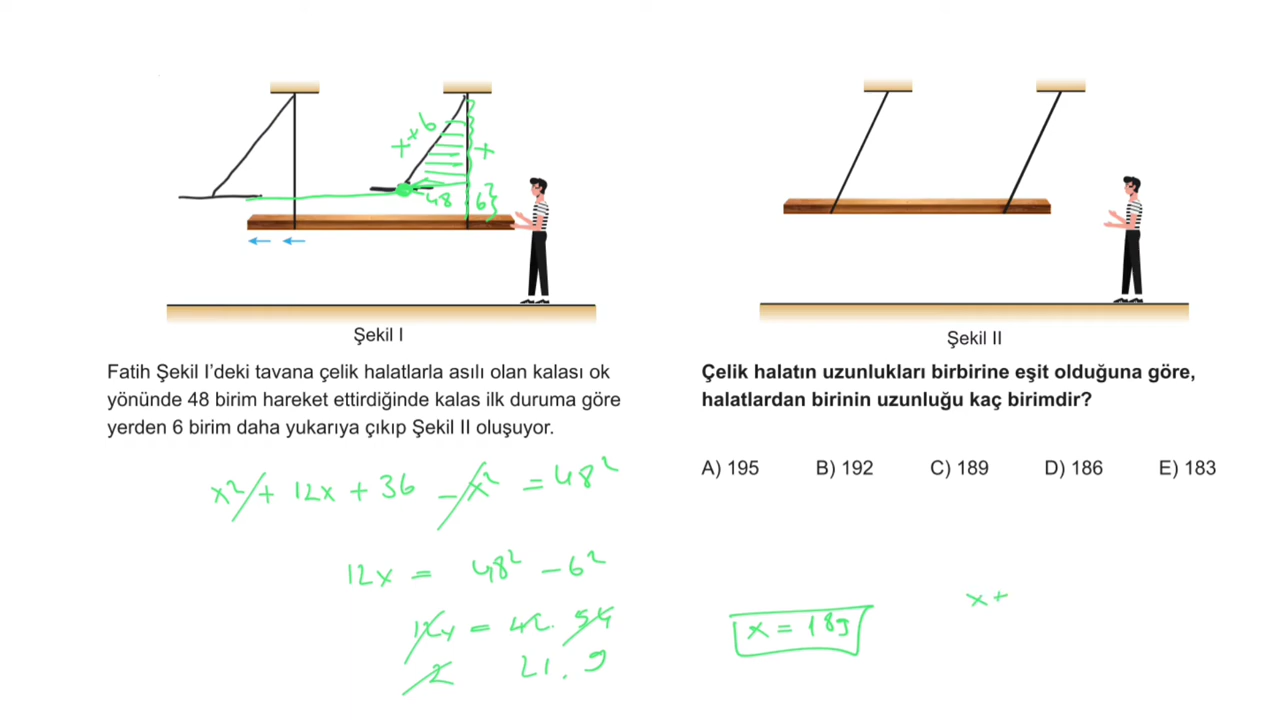 x+6
x
48
6
Şekil I
Şekil II
Fatih Şekil I'deki tavana çelik halatlarla asılı olan kalası ok
yönünde 48 birim hareket ettirdiğinde kalas ilk duruma göre
yerden 6 birim daha yukarıya çıkıp Şekil II oluşuyor.
Çelik halatın uzunlukları birbirine eşit olduğuna göre,
halatlardan birinin uzunluğu kaç birimdir?
A) 195 B) 192 C) 189 D) 186 E) 183
x² + 12x + 36 - x² = 48²
12x = 48² - 6²
12x = 42 . 54
2 21 . 9
x = 189
x +